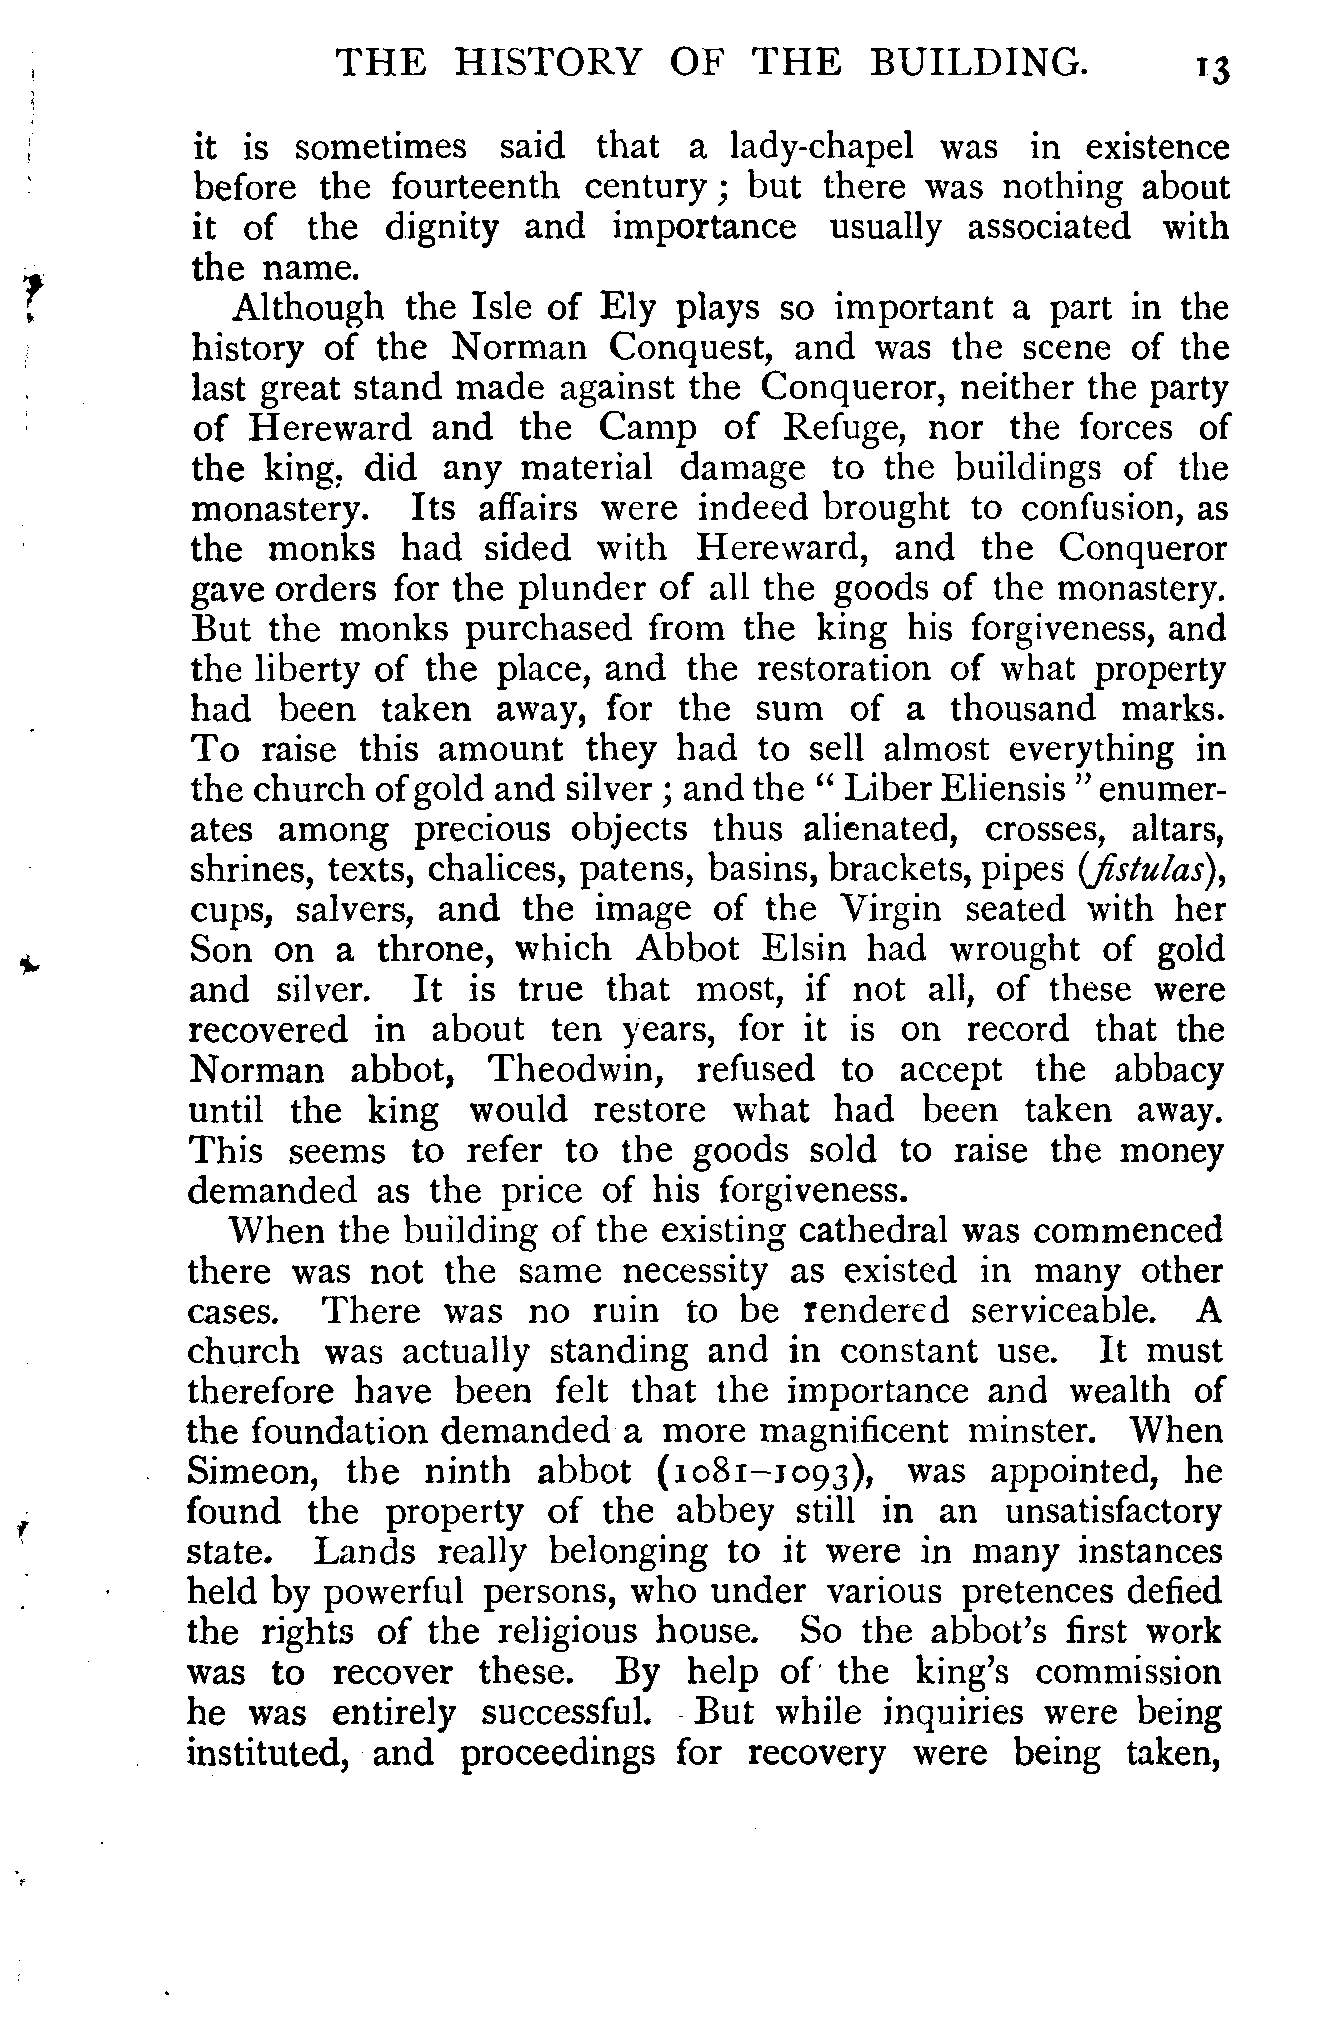 THE HISTORY OF THE BUILDING. 13
it is sometimes said that a lady-chapel was in existence
before the fourteenth century ; but there was nothing about
it of the dignity and importance usually associated with
the name.
Although the Isle of Ely plays so important a part in the
history of the Norman Conquest, and was the scene of the
last great stand made against the Conqueror, neither the party
of Hereward and the Camp of Refuge, nor the forces of
the king, did any material damage to the buildings of the
monastery. Its affairs were indeed brought to confusion, as
the monks had sided with Hereward, and the Conqueror
gave orders for the plunder of all the goods of the monastery.
But the monks purchased from the king his forgiveness, and
the liberty of the place, and the restoration of what property
had been taken away, for the sum of a thousand marks.
To raise this amount they had to sell almost everything in
the church of gold and silver ; and the “ Liber Eliensis ” enumer-
ates among precious objects thus alienated, crosses, altars,
shrines, texts, chalices, patens, basins, brackets, pipes (fistulas),
cups, salvers, and the image of the Virgin seated with her
Son on a throne, which Abbot Elsin had wrought of gold
and silver. It is true that most, if not all, of these were
recovered in about ten years, for it is on record that the
Norman abbot, Theodwin, refused to accept the abbacy
until the king would restore what had been taken away.
This seems to refer to the goods sold to raise the money
demanded as the price of his forgiveness.
When the building of the existing cathedral was commenced
there was not the same necessity as existed in many other
cases. There was no ruin to be rendered serviceable. A
church was actually standing and in constant use. It must
therefore have been felt that the importance and wealth of
the foundation demanded a more magnificent minster. When
Simeon, the ninth abbot (1081–1093), was appointed, he
found the property of the abbey still in an unsatisfactory
state. Lands really belonging to it were in many instances
held by powerful persons, who under various pretences defied
the rights of the religious house. So the abbot’s first work
was to recover these. By help of the king’s commission
he was entirely successful. But while inquiries were being
instituted, and proceedings for recovery were being taken,